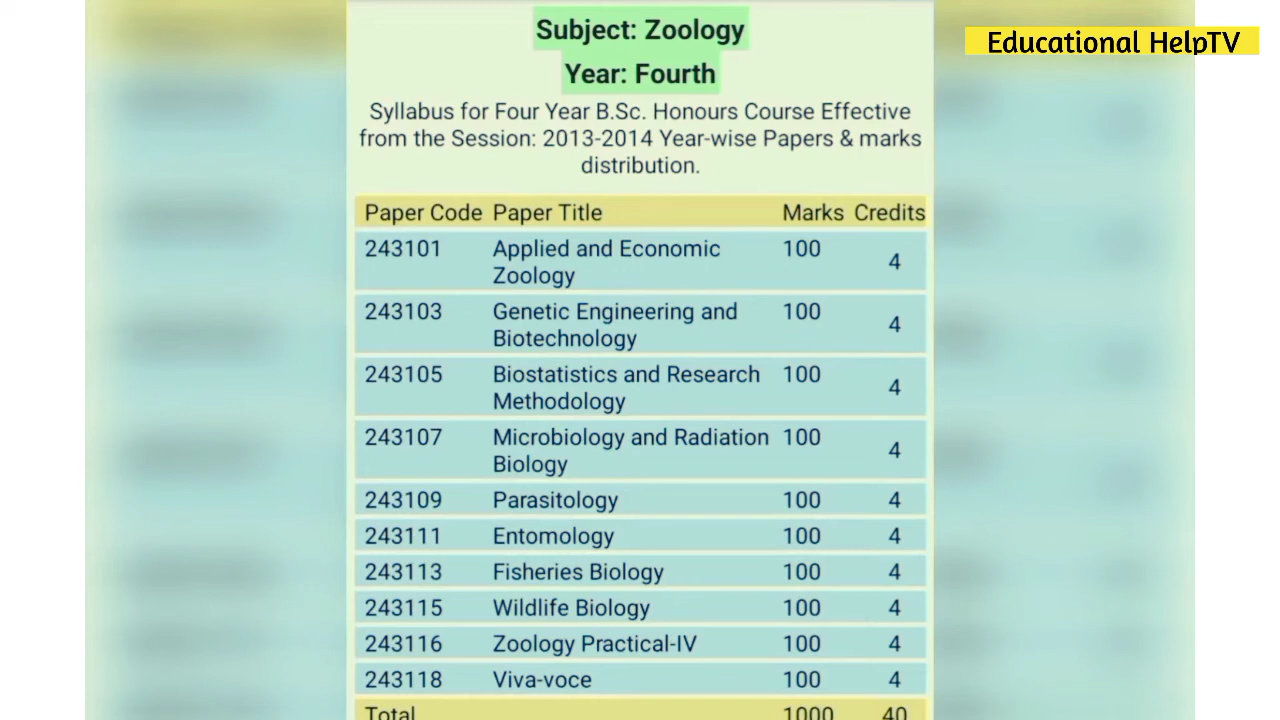 Educational HelpTV
Subject: Zoology
Year: Fourth
Syllabus for Four Year B.Sc. Honours Course Effective
from the Session: 2013-2014 Year-wise Papers & marks
distribution.
Paper Code Paper Title Marks Credits
243101 Applied and Economic Zoology 100 4
243103 Genetic Engineering and Biotechnology 100 4
243105 Biostatistics and Research Methodology 100 4
243107 Microbiology and Radiation Biology 100 4
243109 Parasitology 100 4
243111 Entomology 100 4
243113 Fisheries Biology 100 4
243115 Wildlife Biology 100 4
243116 Zoology Practical-IV 100 4
243118 Viva-voce 100 4
Total 1000 40